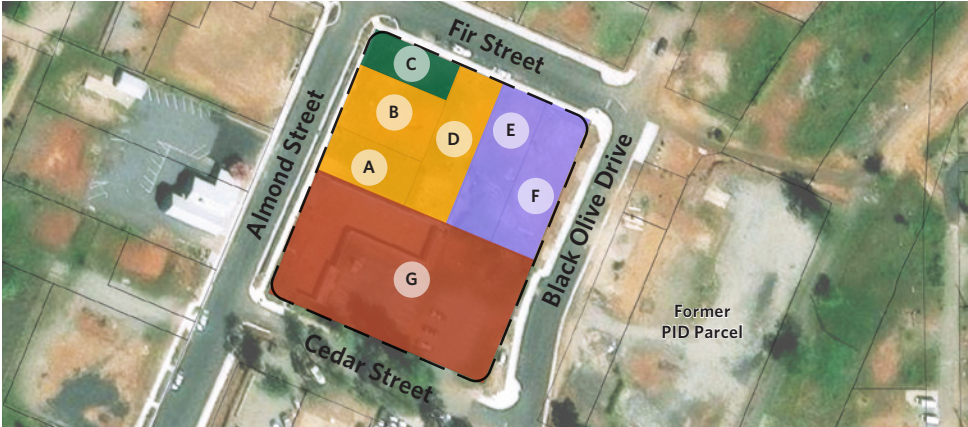 Fir Street
C
B
D
E
A
F
G
Almond Street
Black Olive Drive
Cedar Street
Former
PID Parcel